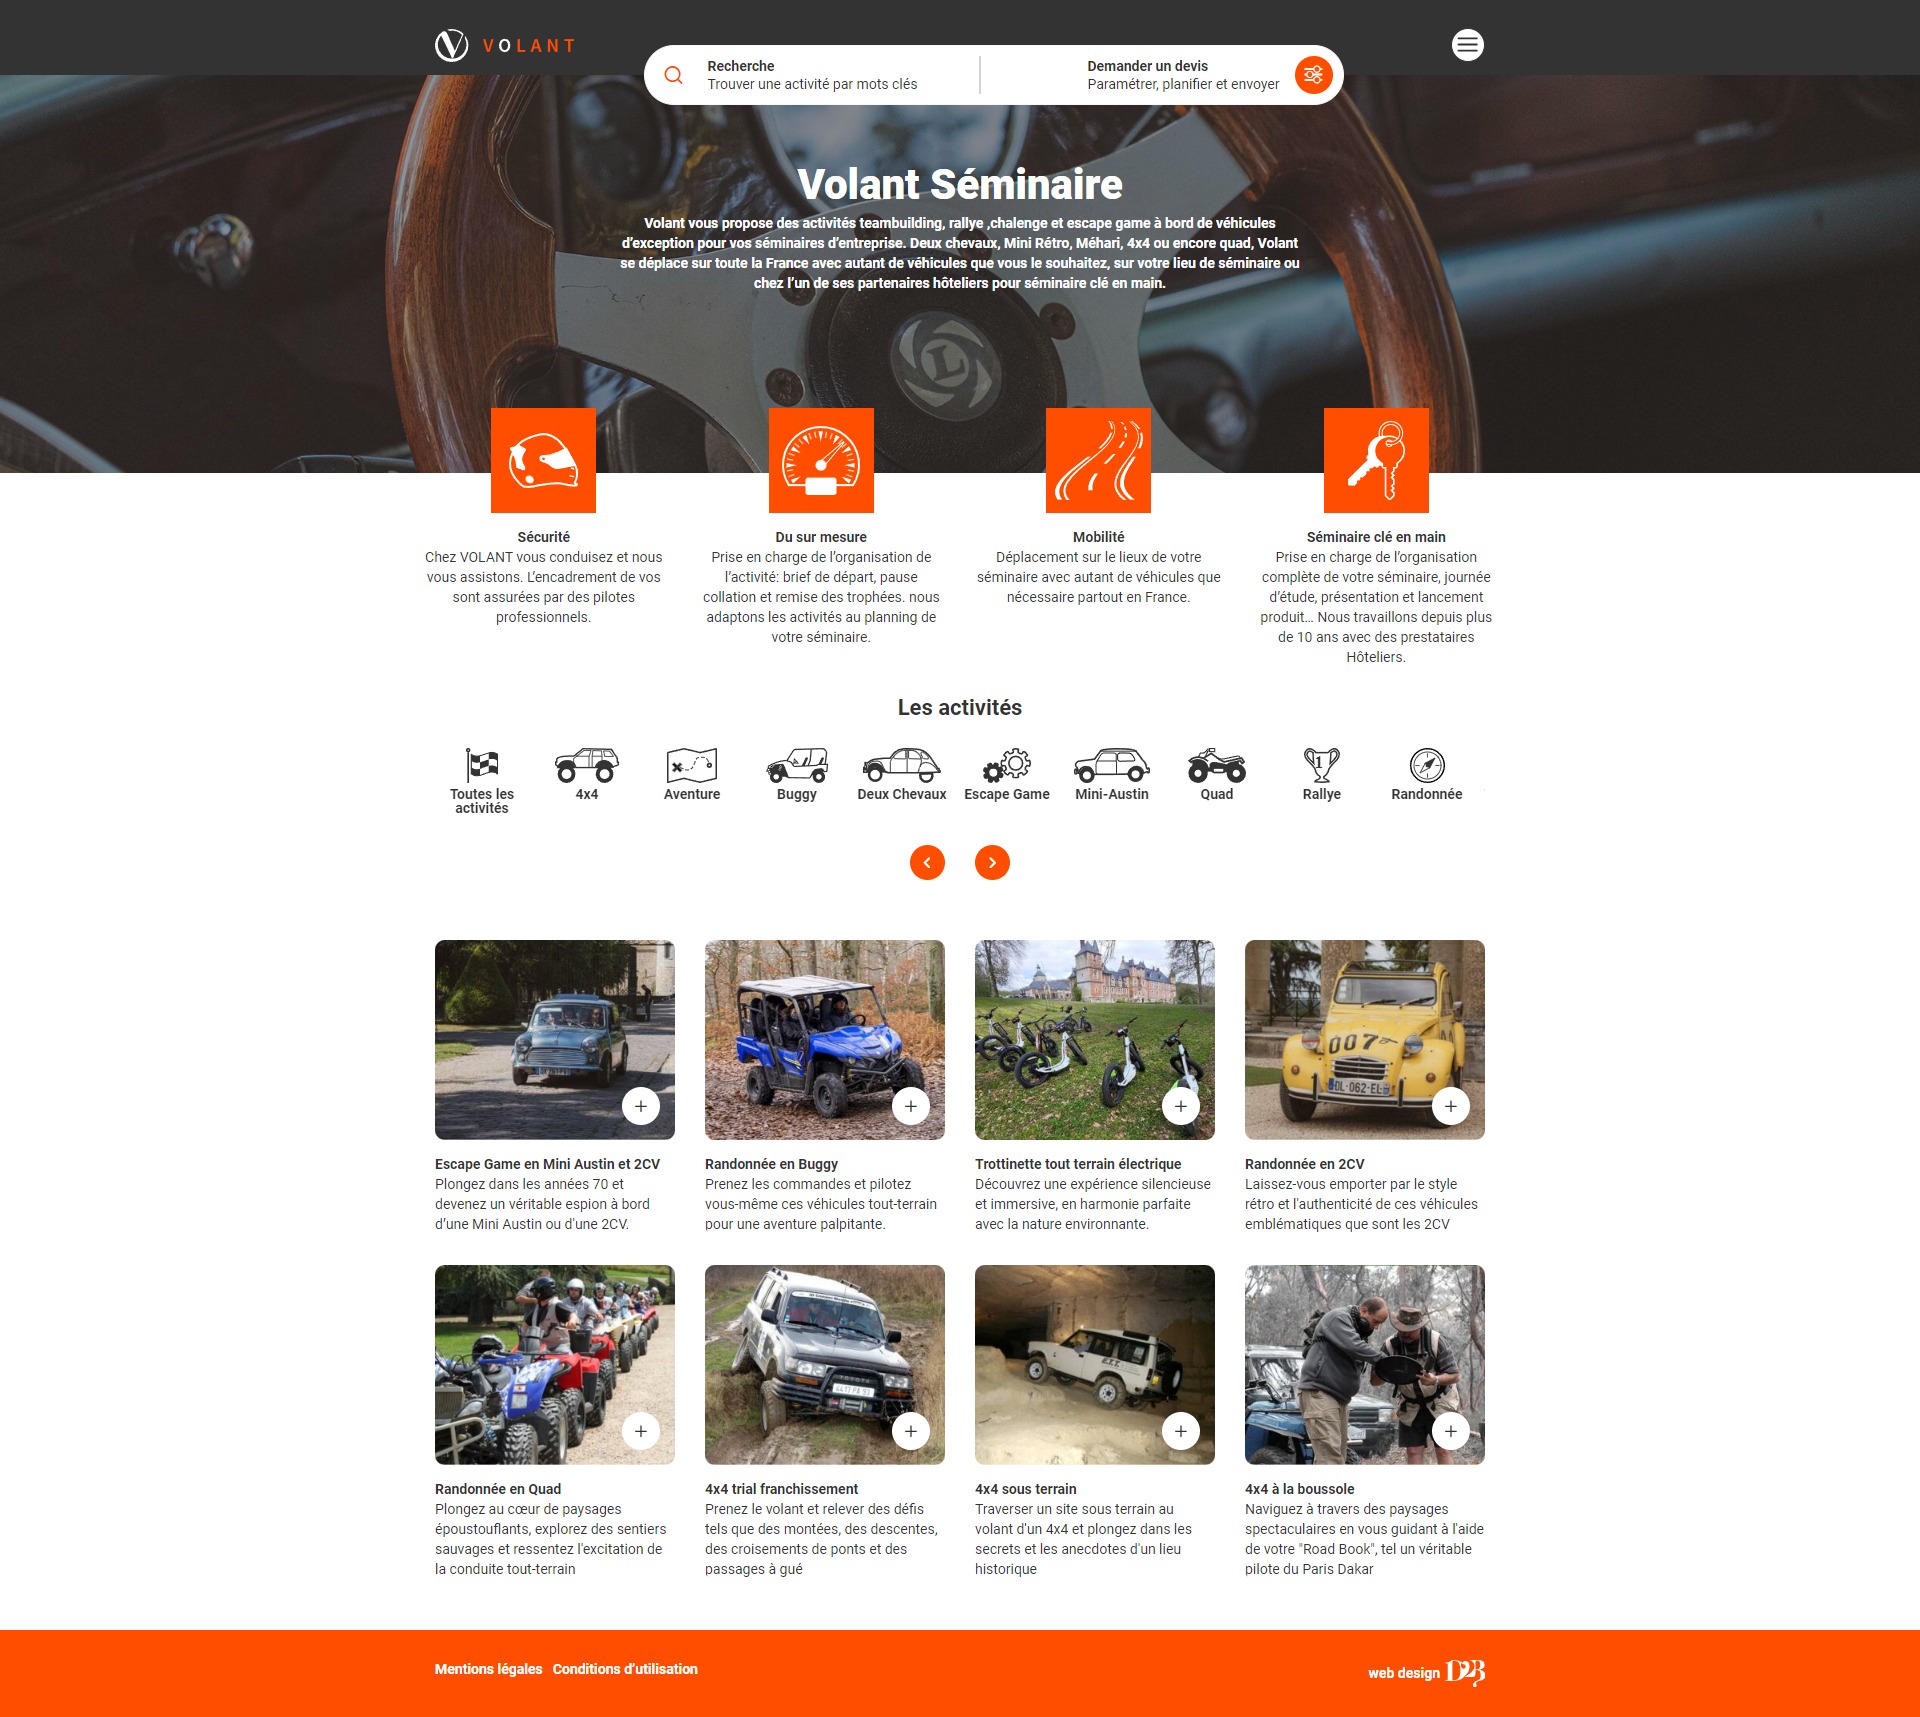 VOLANT
Recherche
Trouver une activité par mots clés
Demander un devis
Paramétrer, planifier et envoyer
Volant Séminaire
Volant vous propose des activités teambuilding, rallye ,chalenge et escape game à bord de véhicules
d'exception pour vos séminaires d'entreprise. Deux chevaux, Mini Rétro, Méhari, 4x4 ou encore quad, Volant
se déplace sur toute la France avec autant de véhicules que vous le souhaitez, sur votre lieu de séminaire ou
chez l'un de ses partenaires hôteliers pour séminaire clé en main.
L
Sécurité
Chez VOLANT vous conduisez et nous
vous assistons. L'encadrement de vos
sont assurées par des pilotes
professionnels.
Du sur mesure
Prise en charge de l'organisation de
l'activité: brief de départ, pause
collation et remise des trophées. nous
adaptons les activités au planning de
votre séminaire.
Mobilité
Déplacement sur le lieux de votre
séminaire avec autant de véhicules que
nécessaire partout en France.
Séminaire clé en main
Prise en charge de l'organisation
complète de votre séminaire, journée
d'étude, présentation et lancement
produit... Nous travaillons depuis plus
de 10 ans avec des prestataires
Hôteliers.
Les activités
Toutes les
activités
4x4
Aventure
Buggy
Deux Chevaux
Escape Game
Mini-Austin
Quad
1
Rallye
Randonnée
007
DL-062-EL
Escape Game en Mini Austin et 2CV
Plongez dans les années 70 et
devenez un véritable espion à bord
d'une Mini Austin ou d'une 2CV.
Randonnée en Buggy
Prenez les commandes et pilotez
vous-même ces véhicules tout-terrain
pour une aventure palpitante.
Trottinette tout terrain électrique
Découvrez une expérience silencieuse
et immersive, en harmonie parfaite
avec la nature environnante.
Randonnée en 2CV
Laissez-vous emporter par le style
rétro et l'authenticité de ces véhicules
emblématiques que sont les 2CV
Randonnée en Quad
Plongez au cœur de paysages
époustouflants, explorez des sentiers
sauvages et ressentez l'excitation de
la conduite tout-terrain
4x4 trial franchissement
Prenez le volant et relever des défis
tels que des montées, des descentes,
des croisements de ponts et des
passages à gué
4x4 sous terrain
Traverser un site sous terrain au
volant d'un 4x4 et plongez dans les
secrets et les anecdotes d'un lieu
historique
4x4 à la boussole
Naviguez à travers des paysages
spectaculaires en vous guidant à l'aide
de votre "Road Book", tel un véritable
pilote du Paris Dakar
Mentions légales Conditions d'utilisation
web design D23